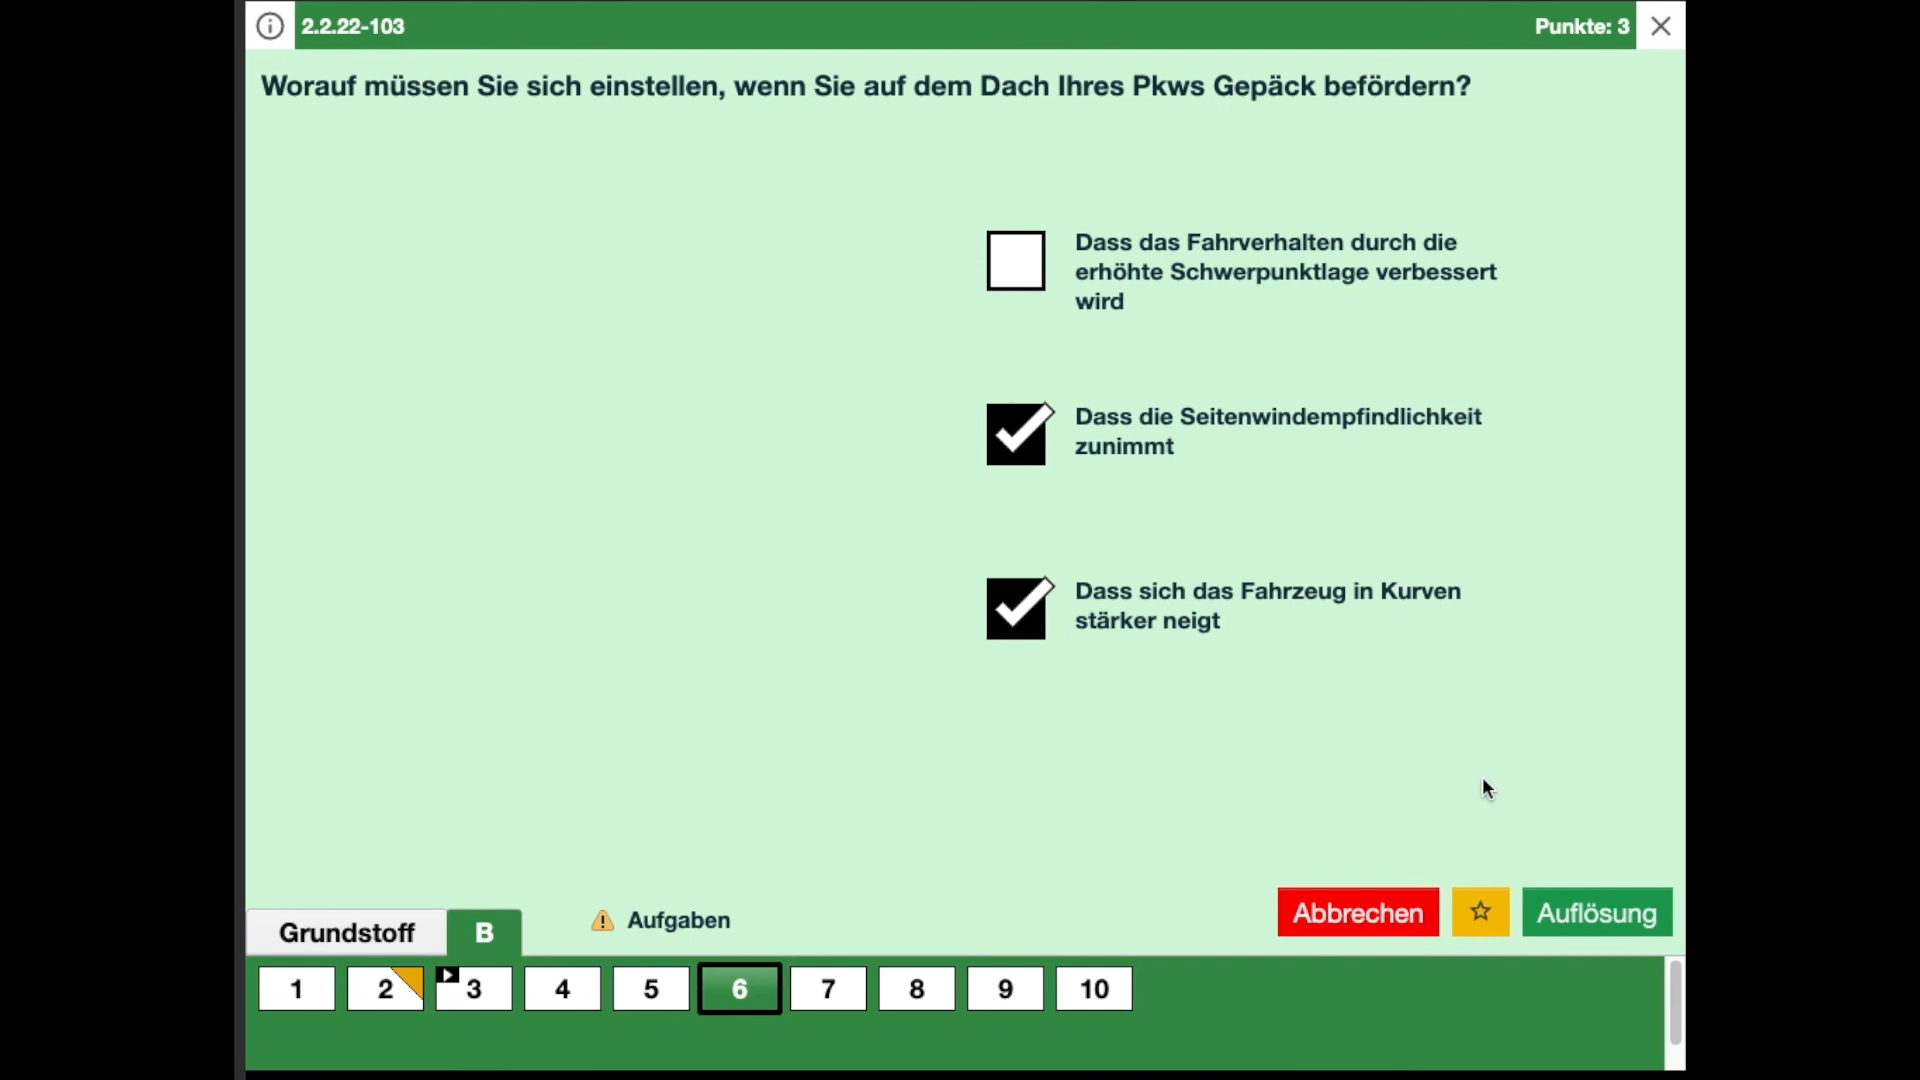 2.2.22-103
Punkte: 3
Worauf müssen Sie sich einstellen, wenn Sie auf dem Dach Ihres Pkws Gepäck befördern?
Dass das Fahrverhalten durch die
erhöhte Schwerpunktlage verbessert
wird
Dass die Seitenwindempfindlichkeit
zunimmt
Dass sich das Fahrzeug in Kurven
stärker neigt
Abbrechen
Auflösung
Grundstoff
B
Aufgaben
1 2 3 4 5 6 7 8 9 10